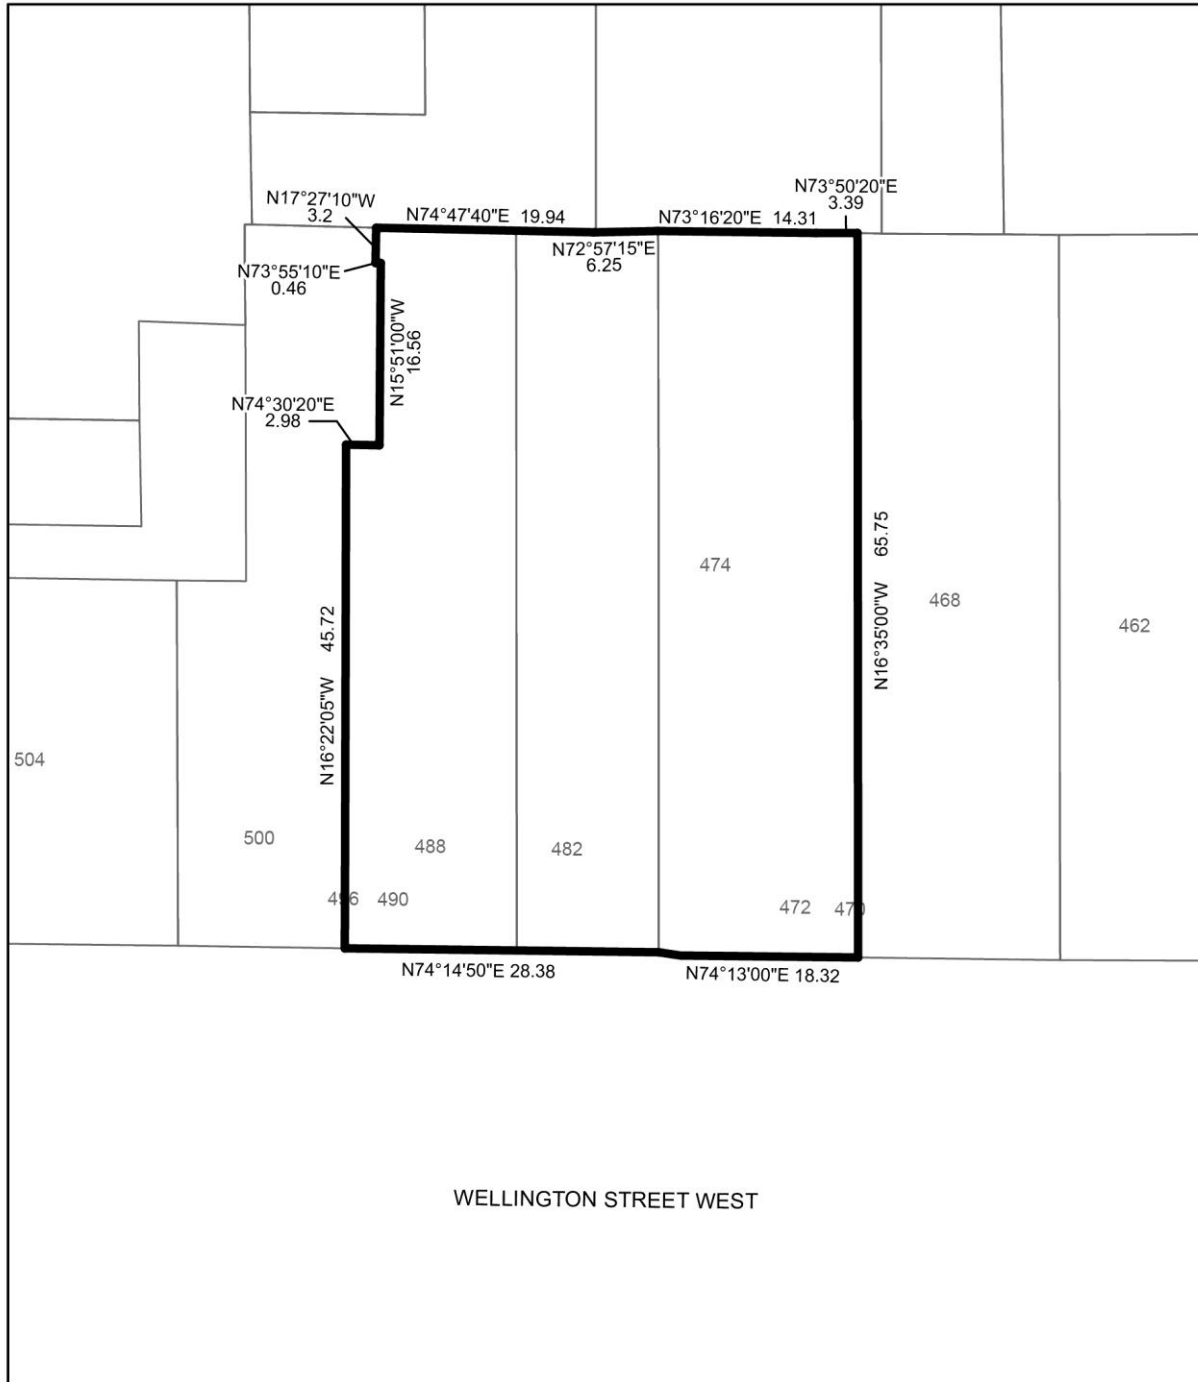 N73°50'20"E
3.39
N17°27'10"W
3.2
N74°47'40"E 19.94
N73°16'20"E 14.31
N72°57'15"E
6.25
N73°55'10"E
0.46
N15°51'00"W
16.56
N74°30'20"E
2.98
N16°35'00"W 65.75
474
468
462
N16°22'05"W 45.72
504
500
488
482
496
490
472
470
N74°14'50"E 28.38
N74°13'00"E 18.32
WELLINGTON STREET WEST